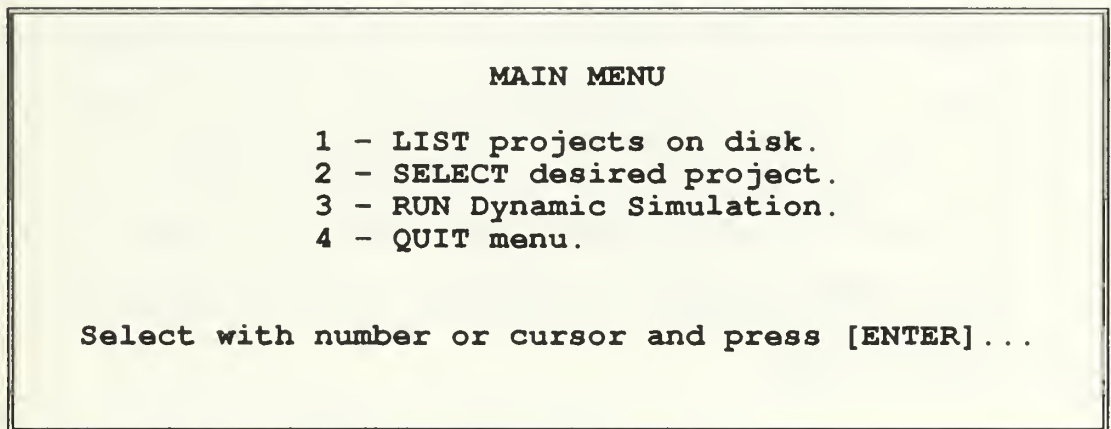 MAIN MENU
1 - LIST projects on disk.
2 - SELECT desired project.
3 - RUN Dynamic Simulation.
4 - QUIT menu.
Select with number or cursor and press [ENTER]...